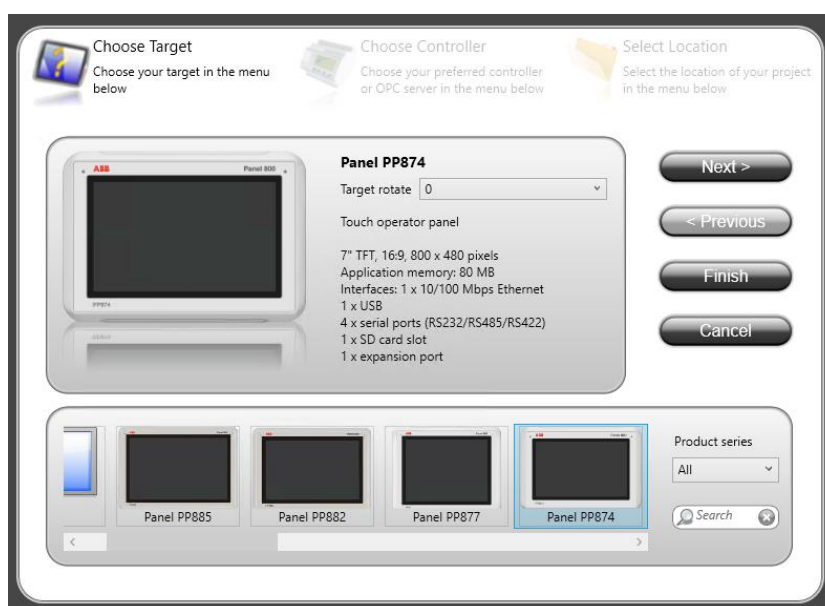 Choose Target
Choose your target in the menu
below
Choose Controller
Choose your preferred controller
or OPC server in the menu below
Select Location
Select the location of your project
in the menu below
ABB
Panel 800
PP874
Panel PP874
Target rotate 0
Touch operator panel
7" TFT, 16:9, 800 x 480 pixels
Application memory: 80 MB
Interfaces: 1 x 10/100 Mbps Ethernet
1 x USB
4 x serial ports (RS232/RS485/RS422)
1 x SD card slot
1 x expansion port
Next >
< Previous
Finish
Cancel
Panel PP885
Panel PP882
Panel PP877
Panel PP874
Product series
All
Search